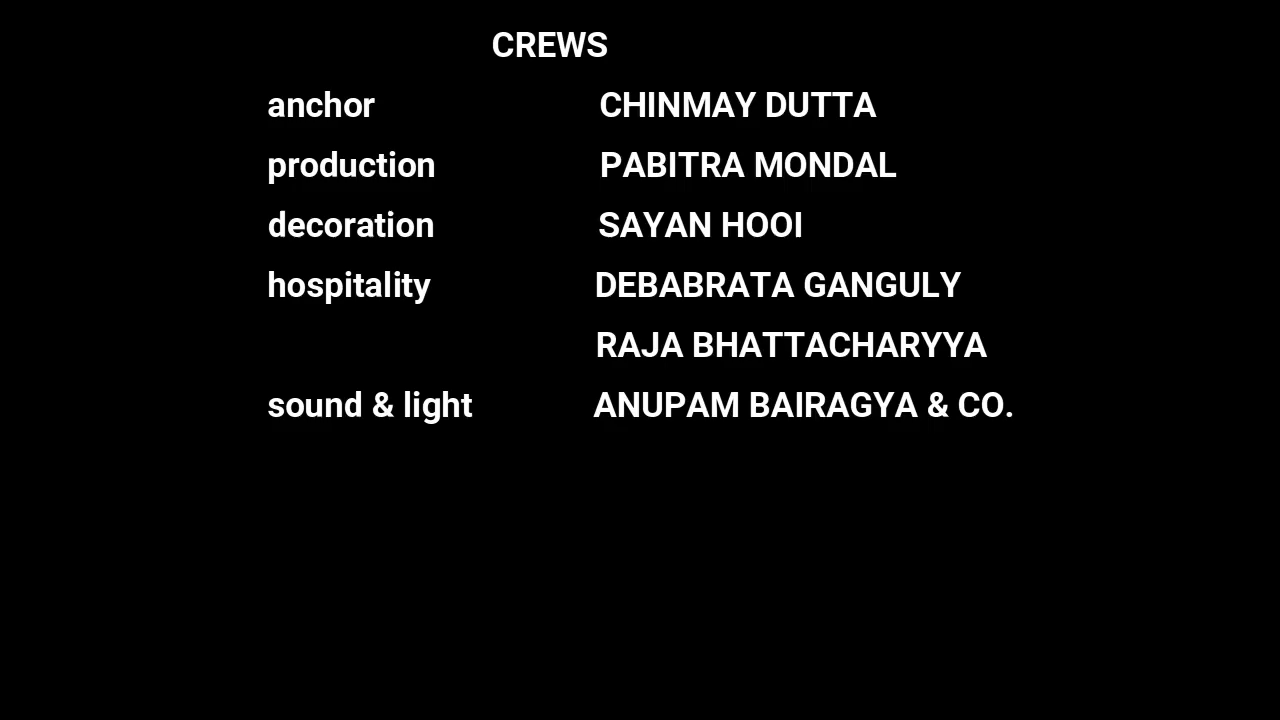 CREWS
anchor CHINMAY DUTTA
production PABITRA MONDAL
decoration SAYAN HOOI
hospitality DEBABRATA GANGULY
RAJA BHATTACHARYYA
sound & light ANUPAM BAIRAGYA & CO.